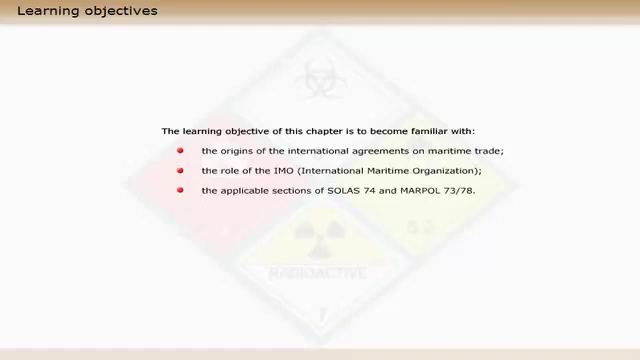 Learning objectives
The learning objective of this chapter is to become familiar with:
the origins of the international agreements on maritime trade;
the role of the IMO (International Maritime Organization);
the applicable sections of SOLAS 74 and MARPOL 73/78.
RADIOACTIVE
7